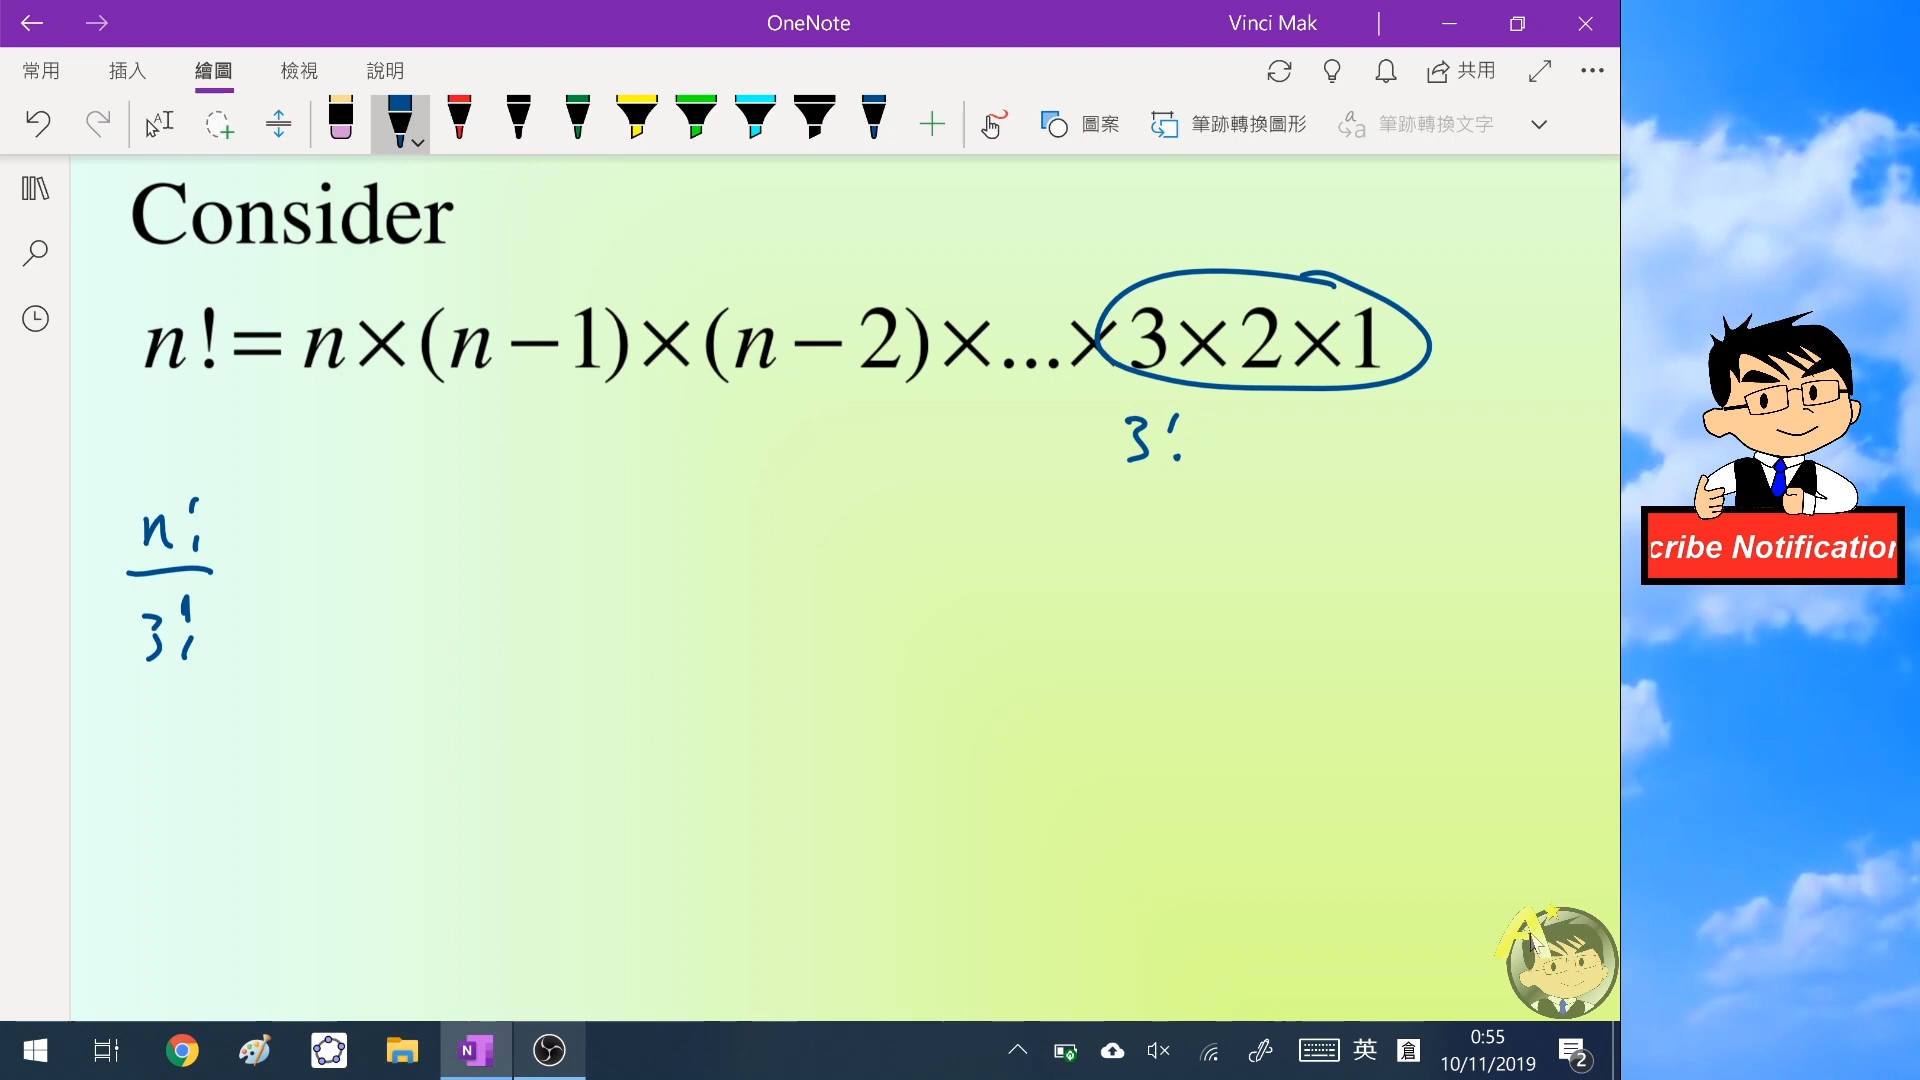 OneNote
Vinci Mak
常用 插入 繪圖 檢視 說明
共用
圖案
筆跡轉換圖形
筆跡轉換文字
Consider
n!=n×(n−1)×(n−2)×...×3×2×1
3!
n!
3!
cribe Notification
A
英
倉
0:55
10/11/2019
2